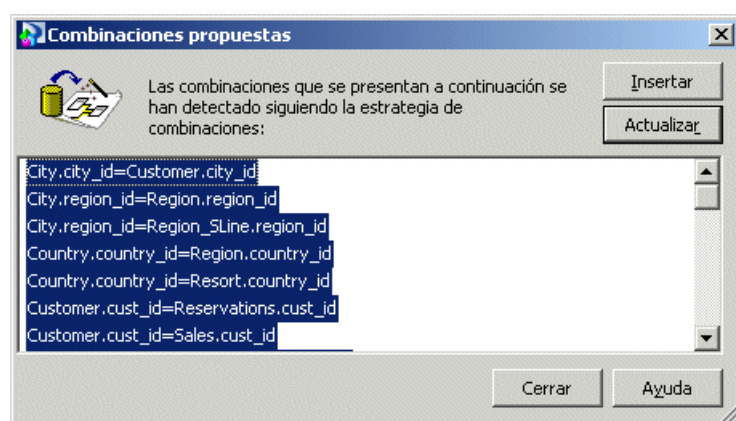 Combinaciones propuestas
Las combinaciones que se presentan a continuación se
han detectado siguiendo la estrategia de
combinaciones:
Insertar
Actualizar
City.city_id=Customer.city_id
City.region_id=Region.region_id
City.region_id=Region_SLine.region_id
Country.country_id=Region.country_id
Country.country_id=Resort.country_id
Customer.cust_id=Reservations.cust_id
Customer.cust_id=Sales.cust_id
Cerrar
Ayuda